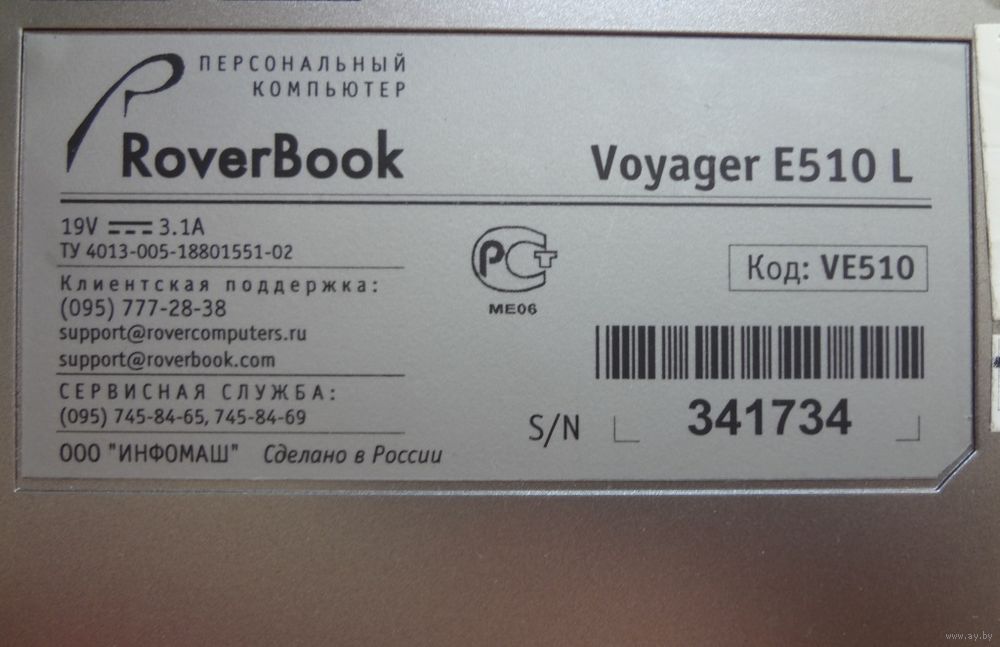 ПЕРСОНАЛЬНЫЙ
КОМПЬЮТЕР
RoverBook
Voyager E510 L
19V 3.1A
ТУ 4013-005-18801551-02
Клиентская поддержка:
(095) 777-28-38
support@rovercomputers.ru
support@roverbook.com
СЕРВИСНАЯ СЛУЖБА:
(095) 745-84-65, 745-84-69
ООО "ИНФОМАШ" Сделано в России
РСТ
ME06
Код: VE510
S/N 341734
www.ay.by